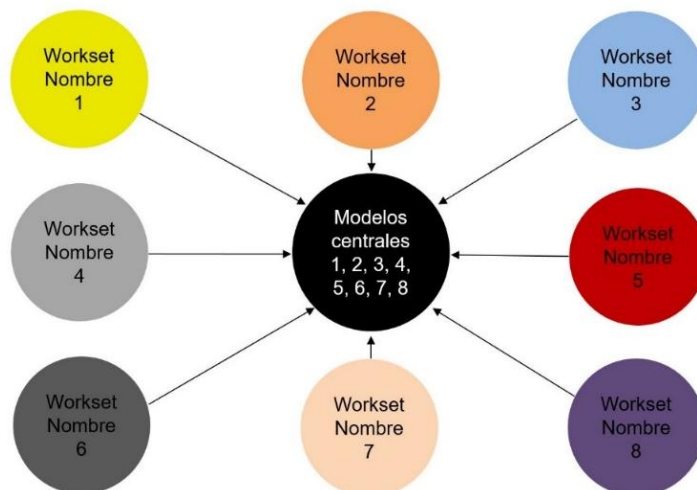 Workset
Nombre
1
Workset
Nombre
2
Workset
Nombre
3
Workset
Nombre
4
Modelos
centrales
1, 2, 3, 4,
5, 6, 7, 8
Workset
Nombre
5
Workset
Nombre
6
Workset
Nombre
7
Workset
Nombre
8